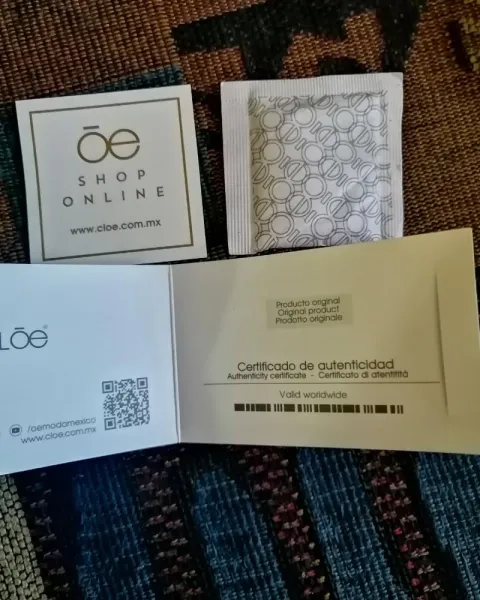 ōe
SHOP
ONLINE
www.cloe.com.mx
Lōe
/oemodamexico
www.cloe.com.mx
Producto original
Original product
Prodotto originale
Certificado de autenticidad
Authenticity certificate - Certificato di atentitità
Valid worldwide